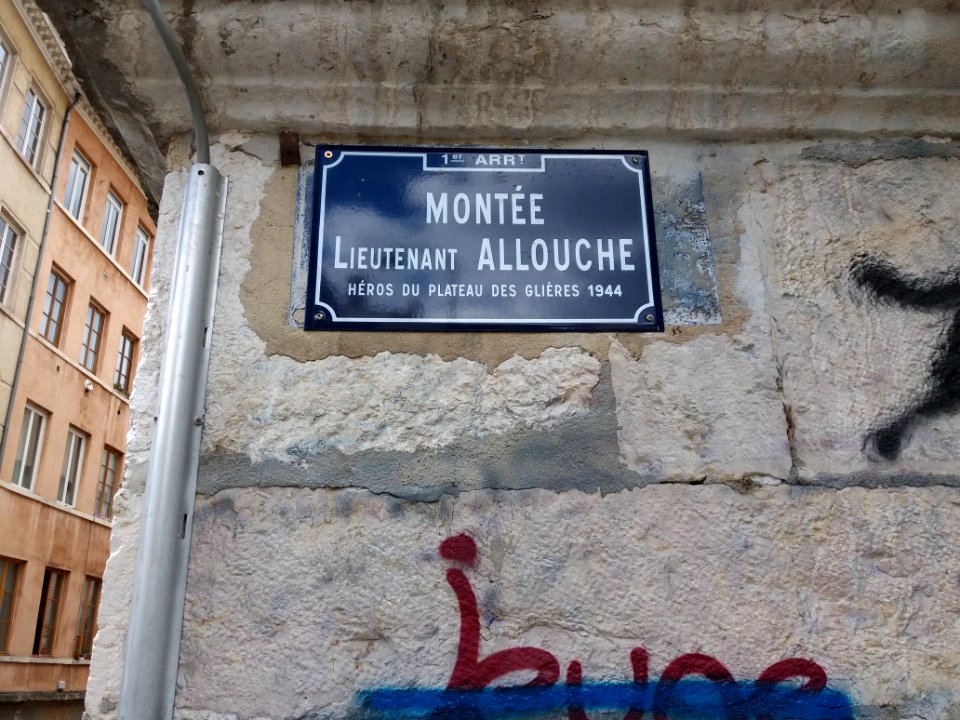 1er ARRT
MONTÉE
LIEUTENANT ALLOUCHE
HÉROS DU PLATEAU DES GLIÈRES 1944